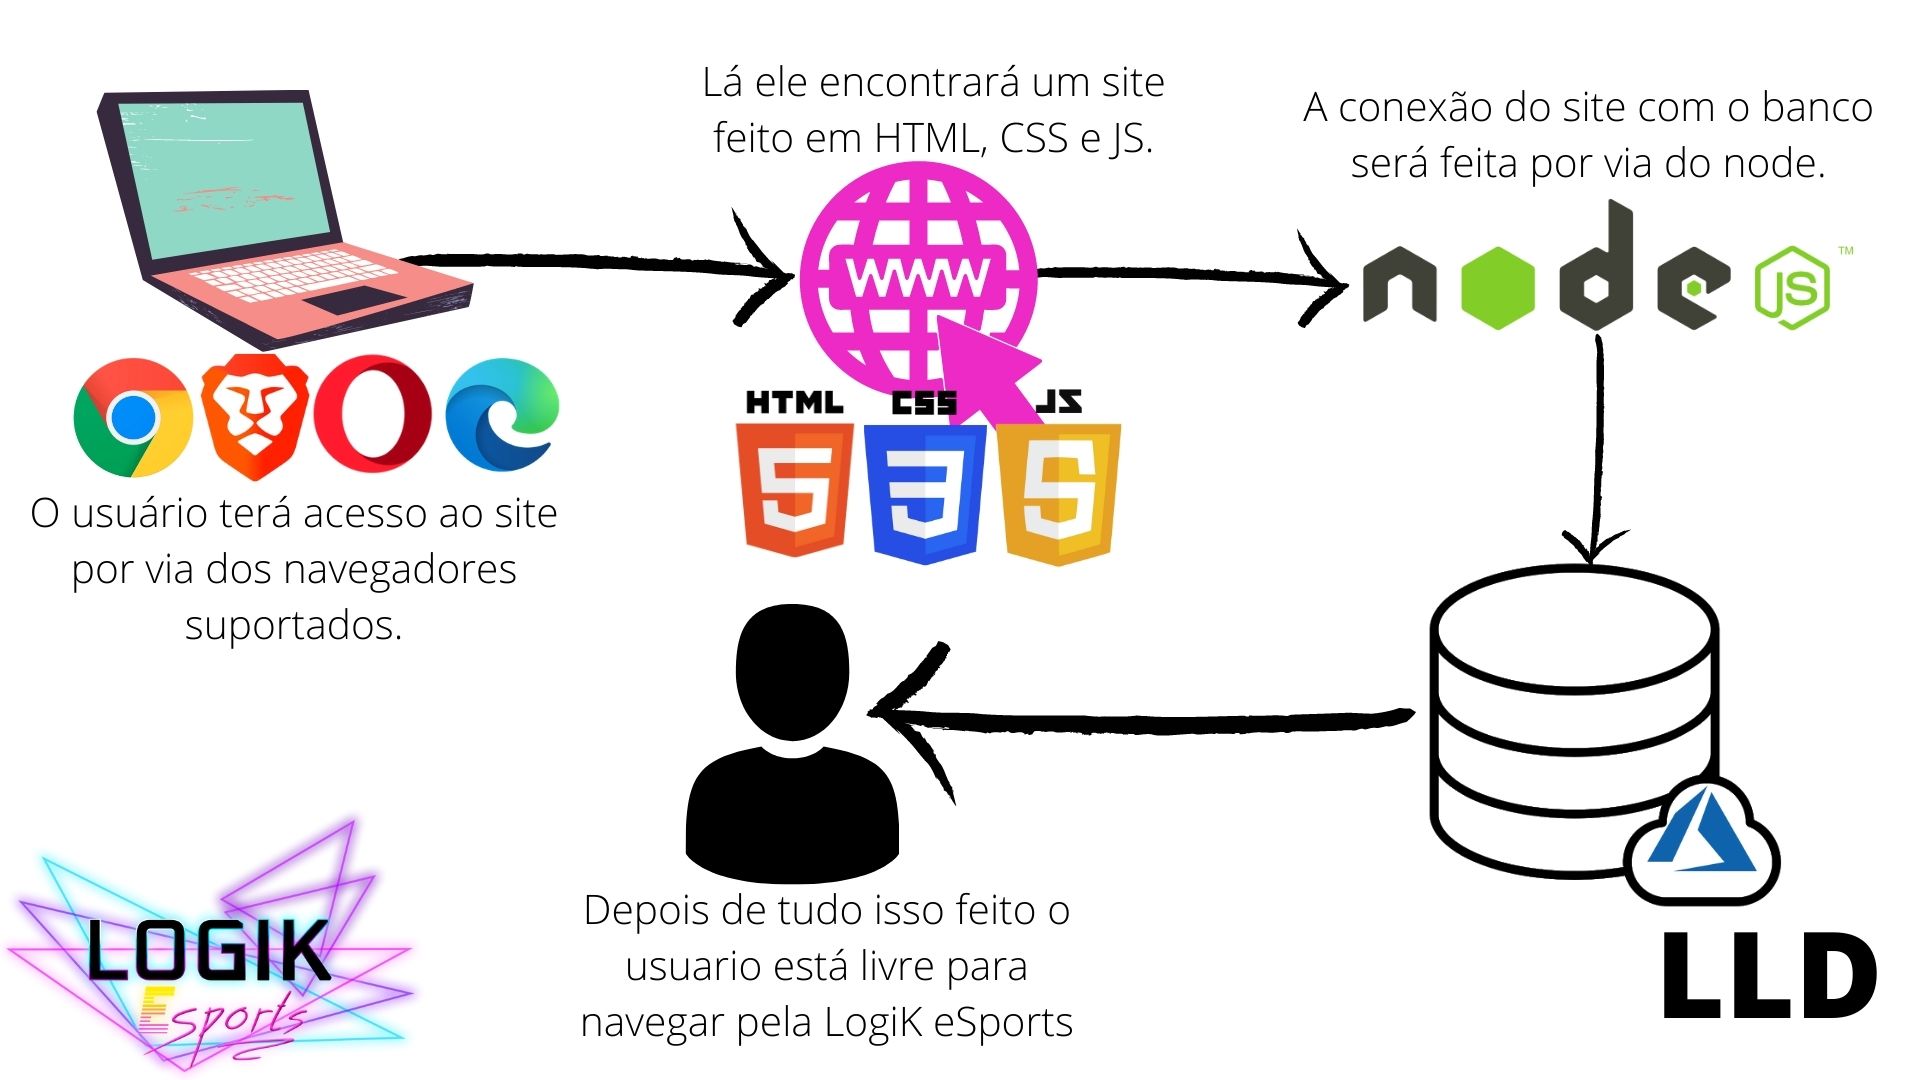 Lá ele encontrará um site
feito em HTML, CSS e JS.
A conexão do site com o banco
será feita por via do node.
www
node
JS
™
HTML CSS JS
5 3 5
O usuário terá acesso ao site
por via dos navegadores
suportados.
Depois de tudo isso feito o
usuario está livre para
navegar pela LogiK eSports
LOGIK
Esports
LLD